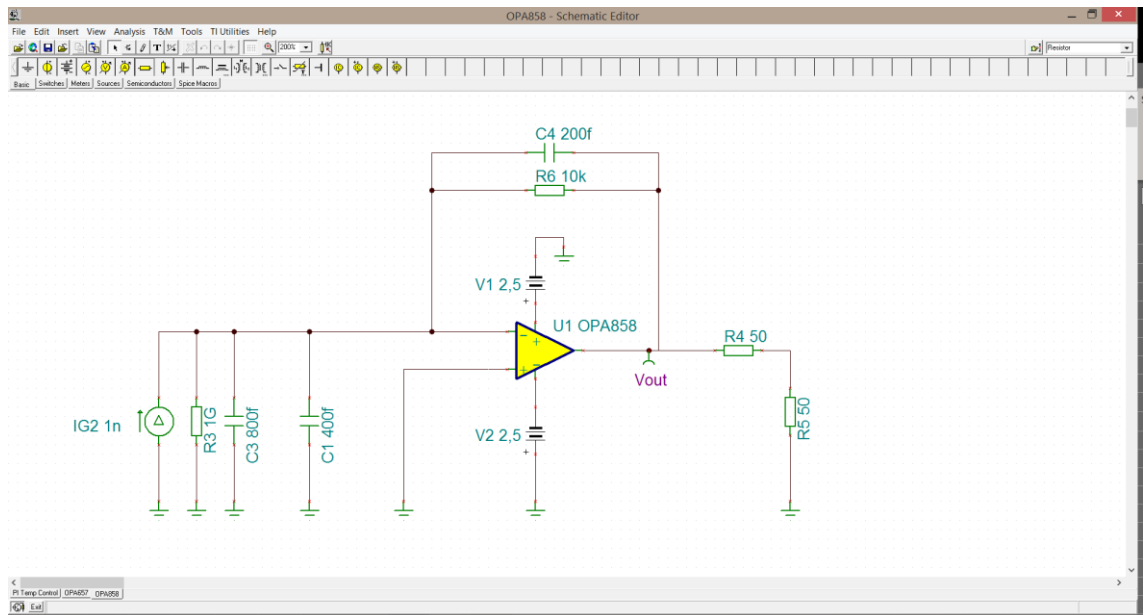 OPA858 - Schematic Editor
File Edit Insert View Analysis T&M Tools TI Utilities Help
200%
Resistor
Basic Switches Meters Sources Semiconductors Spice Macros
C4 200f
R6 10k
V1 2,5
+
U1 OPA858
R4 50
Vout
IG2 1n
R3 1G
C3 800f
C1 400f
V2 2,5
+
R5 50
PI Temp Control OPA657 OPA858
Exit